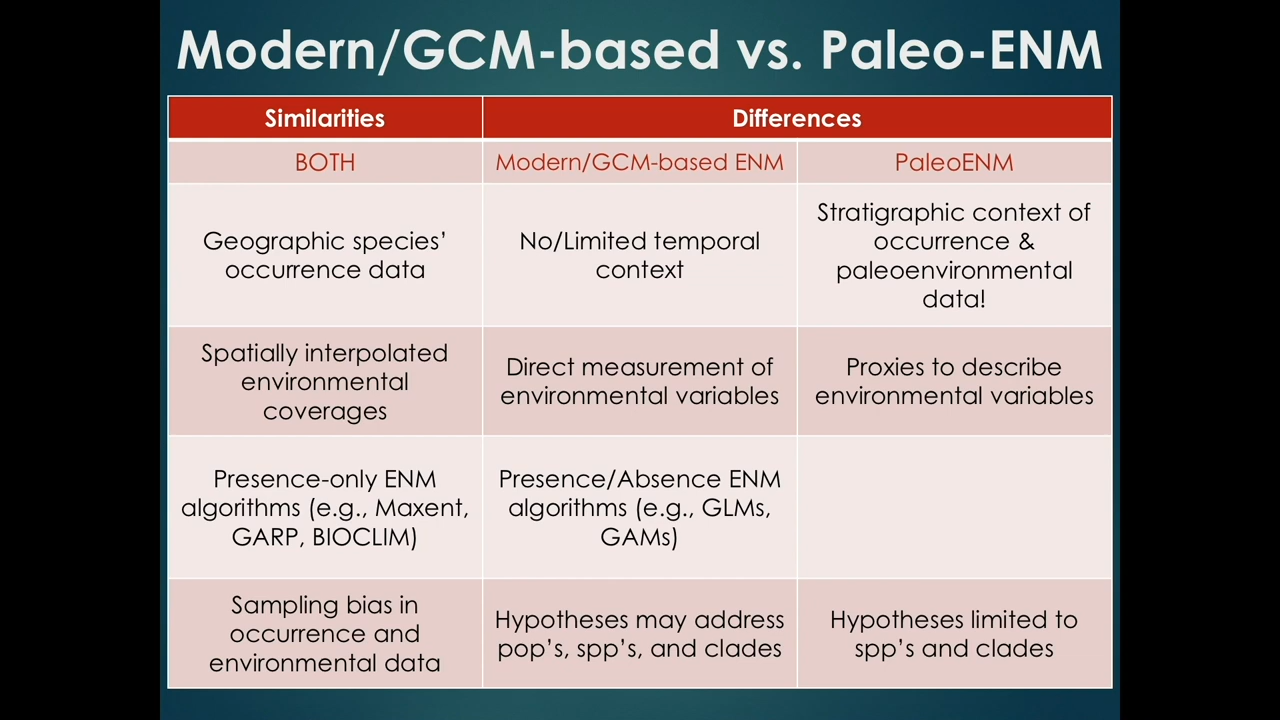 Modern/GCM-based vs. Paleo-ENM
Similarities
Differences
BOTH
Modern/GCM-based ENM
PaleoENM
Geographic species’
occurrence data
No/Limited temporal
context
Stratigraphic context of
occurrence &
paleoenvironmental
data!
Spatially interpolated
environmental
coverages
Direct measurement of
environmental variables
Proxies to describe
environmental variables
Presence-only ENM
algorithms (e.g., Maxent,
GARP, BIOCLIM)
Presence/Absence ENM
algorithms (e.g., GLMs,
GAMs)
Sampling bias in
occurrence and
environmental data
Hypotheses may address
pop’s, spp’s, and clades
Hypotheses limited to
spp’s and clades